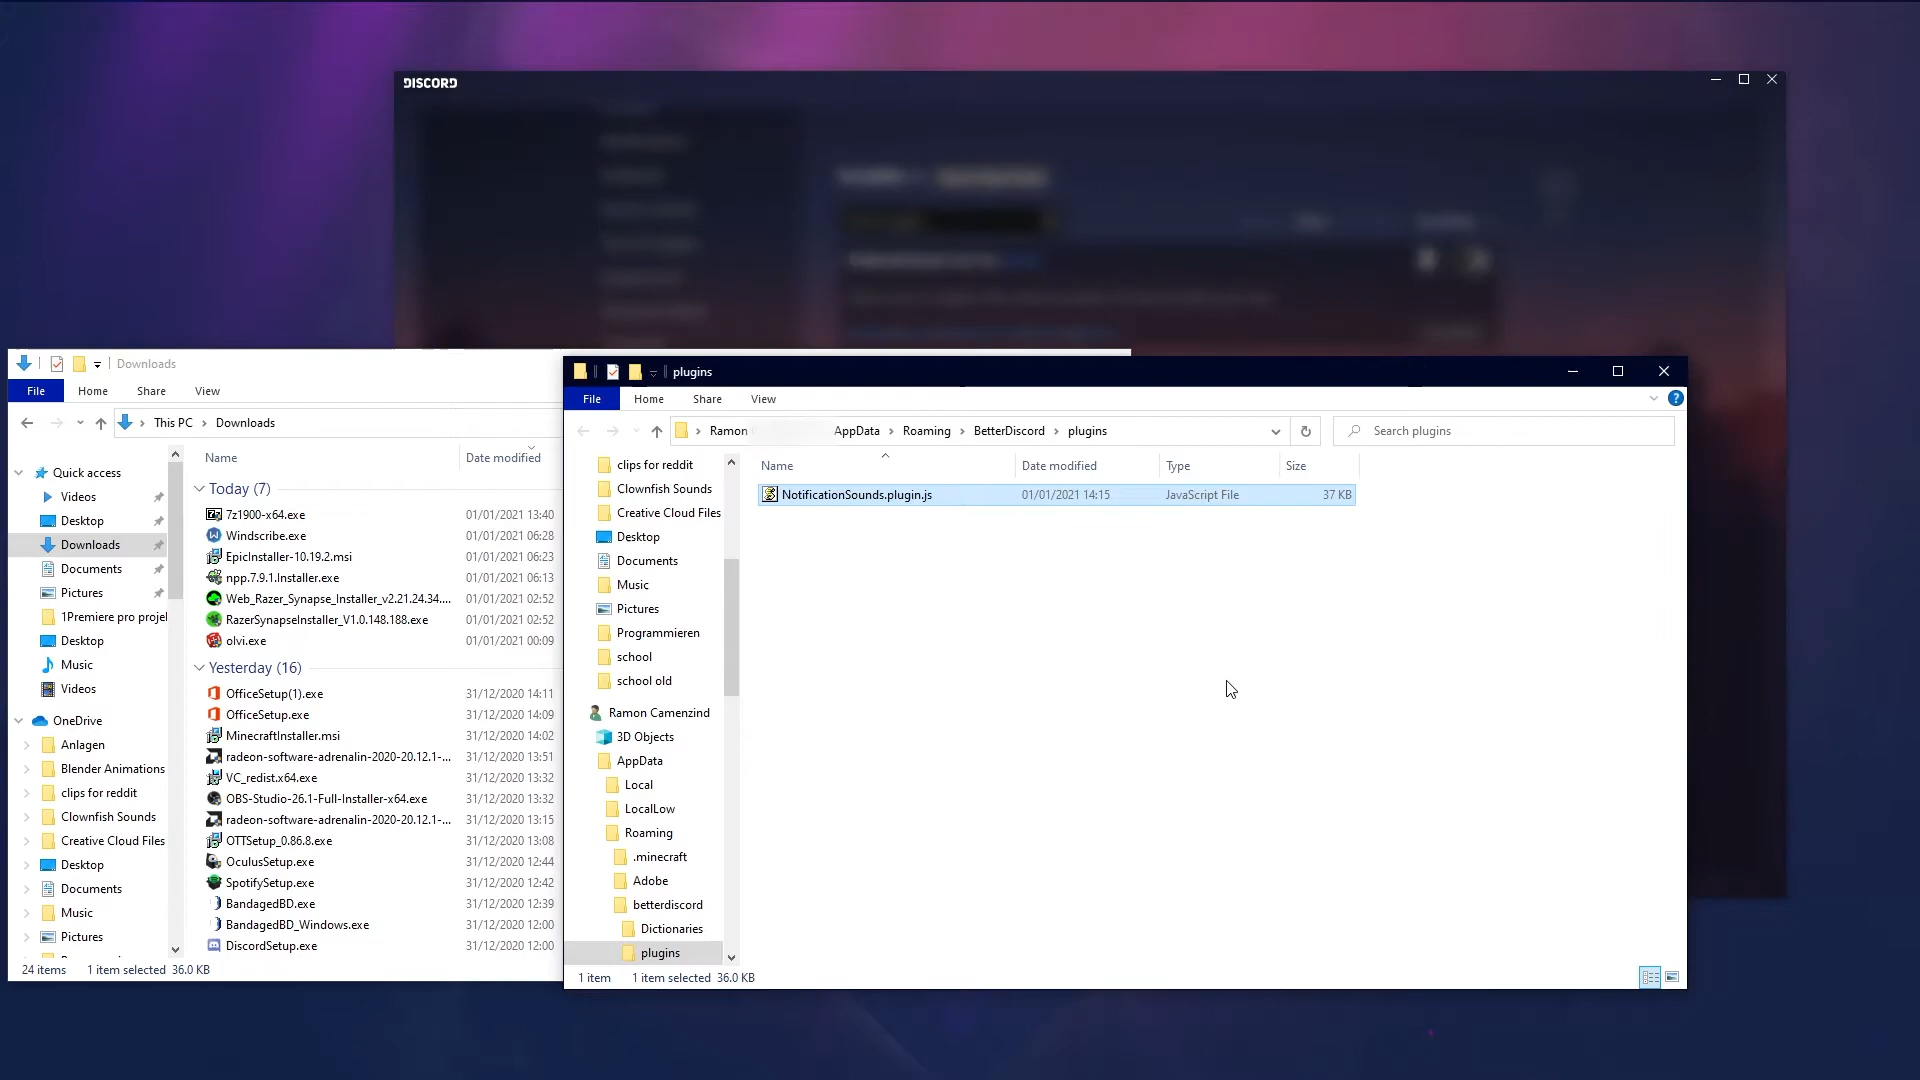 DISCORD
Downloads
File Home Share View
This PC Downloads
Name Date modified
Quick access
Videos
Desktop
Downloads
Documents
Pictures
1Premiere pro projel
Desktop
Music
Videos
OneDrive
Anlagen
Blender Animations
clips for reddit
Clownfish Sounds
Creative Cloud Files
Desktop
Documents
Music
Pictures
Today (7)
7z1900-x64.exe 01/01/2021 13:40
Windscribe.exe 01/01/2021 06:28
EpicInstaller-10.19.2.msi 01/01/2021 06:23
npp.7.9.1.Installer.exe 01/01/2021 06:13
Web_Razer_Synapse_Installer_v2.21.24.34.... 01/01/2021 02:52
RazerSynapseInstaller_V1.0.148.188.exe 01/01/2021 02:52
olvi.exe 01/01/2021 00:09
Yesterday (16)
OfficeSetup(1).exe 31/12/2020 14:11
OfficeSetup.exe 31/12/2020 14:09
MinecraftInstaller.msi 31/12/2020 14:02
radeon-software-adrenalin-2020-20.12.1-... 31/12/2020 13:51
VC_redist.x64.exe 31/12/2020 13:32
OBS-Studio-26.1-Full-Installer-x64.exe 31/12/2020 13:32
radeon-software-adrenalin-2020-20.12.1-... 31/12/2020 13:15
OTTSetup_0.86.8.exe 31/12/2020 13:08
OculusSetup.exe 31/12/2020 12:44
SpotifySetup.exe 31/12/2020 12:42
BandagedBD.exe 31/12/2020 12:39
BandagedBD_Windows.exe 31/12/2020 12:00
DiscordSetup.exe 31/12/2020 12:00
24 items 1 item selected 36.0 KB
plugins
File Home Share View
Ramon AppData Roaming BetterDiscord plugins
Search plugins
clips for reddit
Clownfish Sounds
Creative Cloud Files
Desktop
Documents
Music
Pictures
Programmieren
school
school old
Ramon Camenzind
3D Objects
AppData
Local
LocalLow
Roaming
.minecraft
Adobe
betterdiscord
Dictionaries
plugins
Name Date modified Type Size
NotificationSounds.plugin.js 01/01/2021 14:15 JavaScript File 37 KB
1 item 1 item selected 36.0 KB